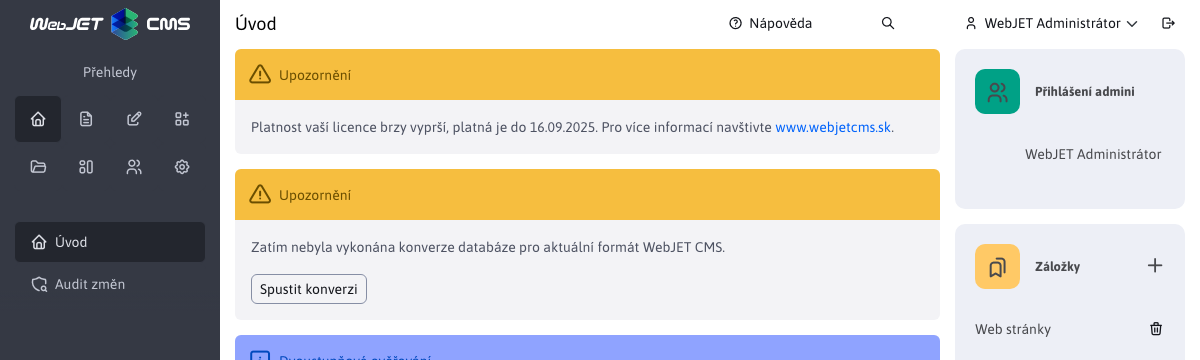 WebJET CMS
Přehledy
Úvod
Audit změn
Úvod
Nápověda
WebJET Administrátor
Upozornění
Platnost vaší licence brzy vyprší, platná je do 16.09.2025. Pro více informací navštivte www.webjetcms.sk.
Upozornění
Zatím nebyla vykonána konverze databáze pro aktuální formát WebJET CMS.
Spustit konverzi
Přihlášení admini
WebJET Administrátor
Záložky
Web stránky